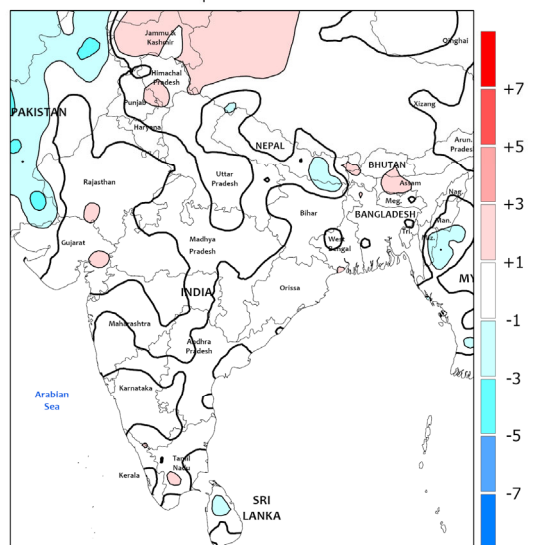 Jammu &
Kashmir
Qinghai
Himachal
Pradesh
Punjab
PAKISTAN
Xizang
Haryana
NEPAL
Arun.
Prades
BHUTAN
Rajasthan
Uttar
Pradesh
Assam
Nag.
Meg.
Bihar
BANGLADESH
Man.
Tri.
Miz.
Gujarat
Madhya
Pradesh
West
Bengal
MY
INDIA
Orissa
Maharashtra
Andhra
Pradesh
Karnataka
Arabian
Sea
Tamil
Nadu
Kerala
SRI
LANKA
+7
+5
+3
+1
-1
-3
-5
-7